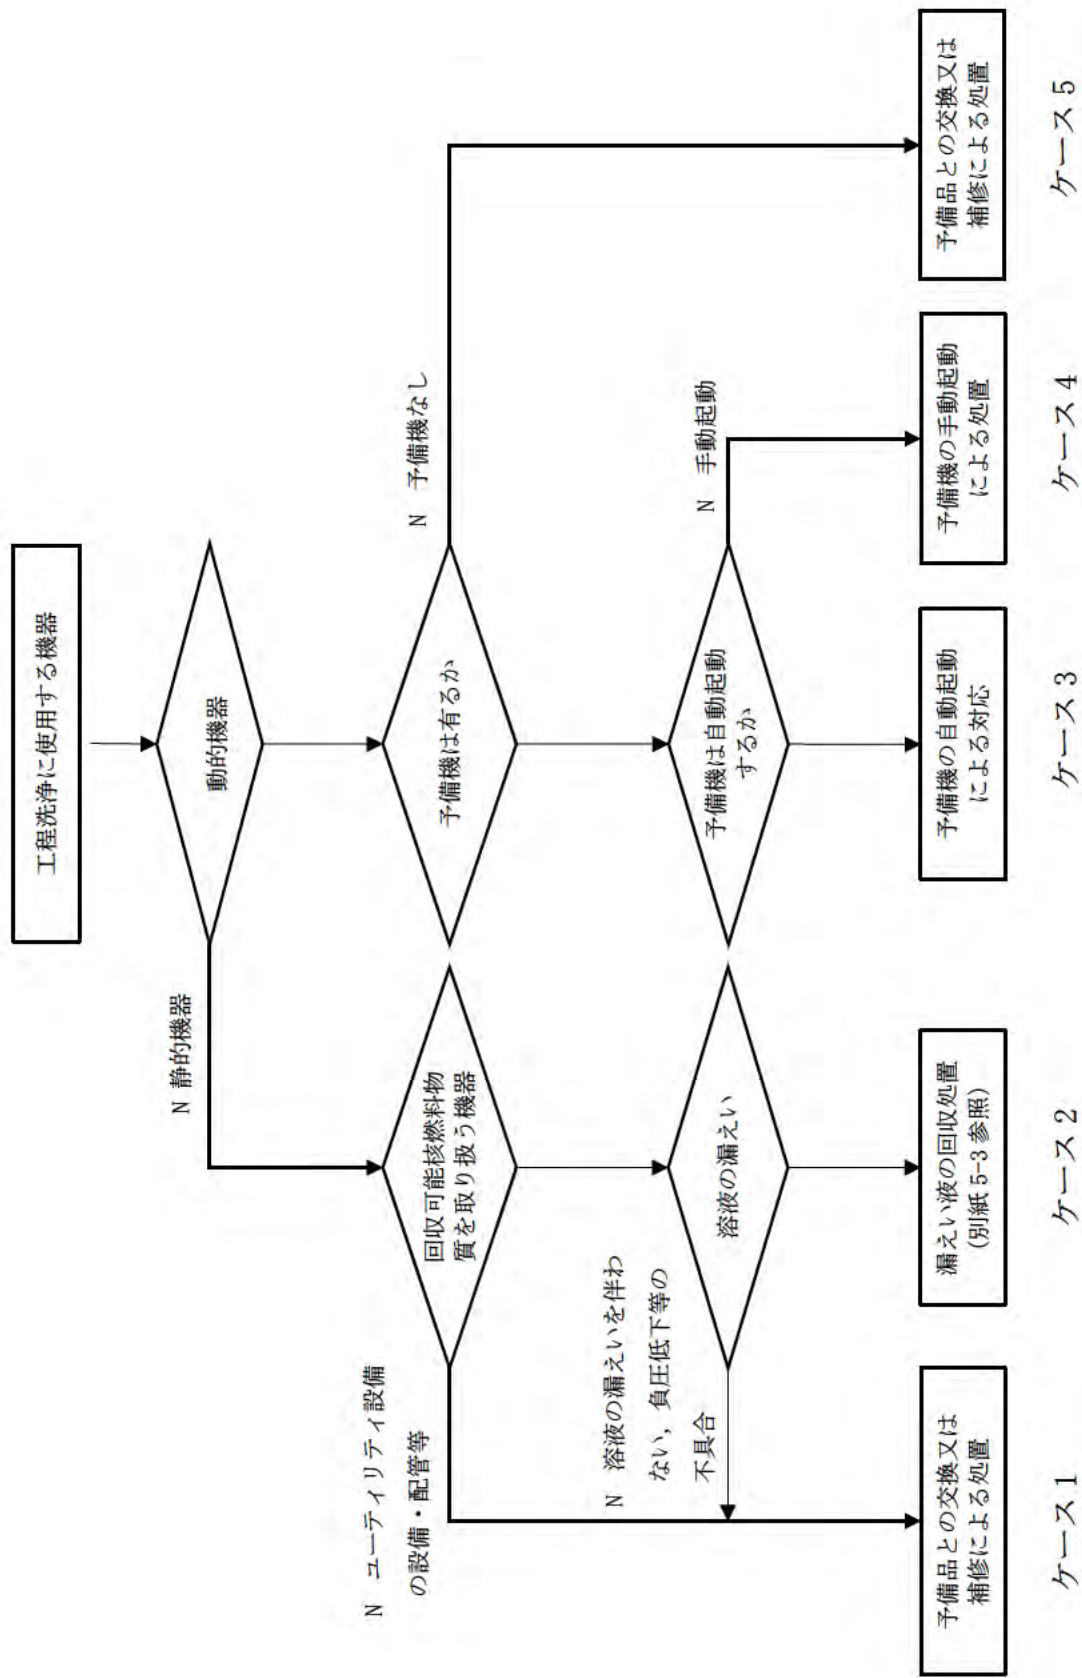 工程洗浄に使用する機器
動的機器
N 静的機器
回収可能核燃料物
質を取り扱う機器
予備機は有るか
N 予備機なし
N ユーティリティ設備
の設備・配管等
溶液の漏えい
N 溶液の漏えいを伴わ
ない，負圧低下等の
不具合
予備機は自動起動
するか
N 手動起動
予備品との交換又は
補修による処置
漏えい液の回収処置
(別紙 5-3 参照)
予備機の自動起動
による対応
予備機の手動起動
による処置
予備品との交換又は
補修による処置
ケース 1
ケース 2
ケース 3
ケース 4
ケース 5